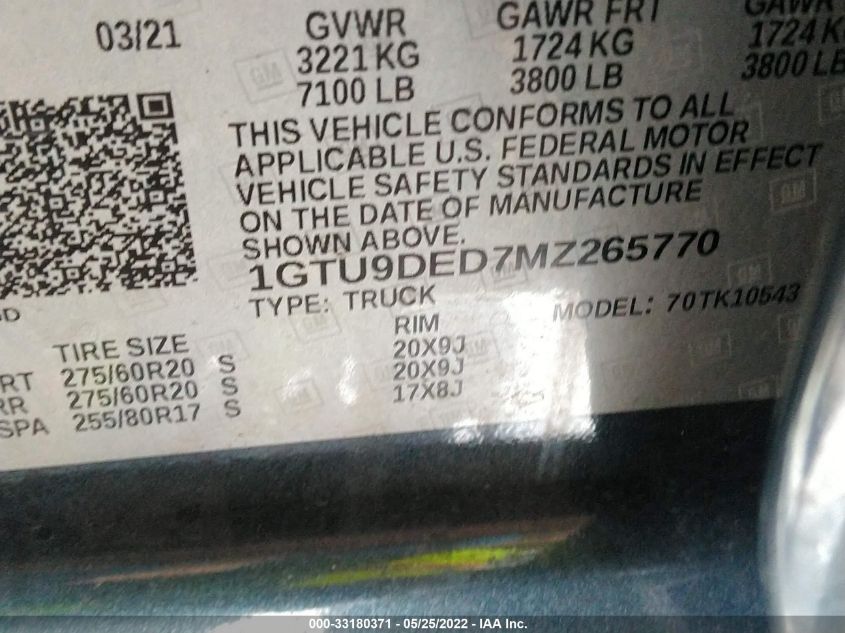 03/21 GVWR GAWR FRT GAWR
3221 KG 1724 KG 1724 K
7100 LB 3800 LB 3800 LB
THIS VEHICLE CONFORMS TO ALL
APPLICABLE U.S. FEDERAL MOTOR
VEHICLE SAFETY STANDARDS IN EFFECT
ON THE DATE OF MANUFACTURE
SHOWN ABOVE.
1GTU9DED7MZ265770
TYPE: TRUCK MODEL: 70TK10543
TIRE SIZE RIM
RT 275/60R20 S 20X9J
RR 275/60R20 S 20X9J
SPA 255/80R17 S 17X8J
000-33180371 - 05/25/2022 - IAA Inc.